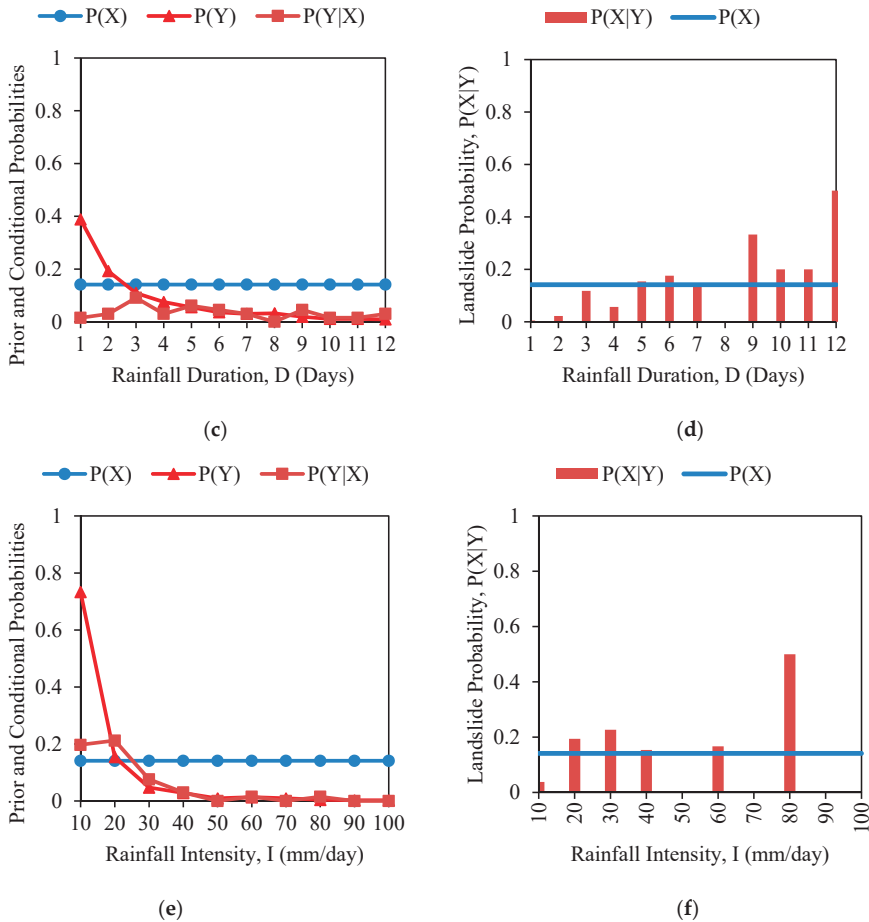 P(X) P(Y) P(Y|X)
Prior and Conditional Probabilities
1
0.8
0.6
0.4
0.2
0
1 2 3 4 5 6 7 8 9 10 11 12
Rainfall Duration, D (Days)
(c)
P(X|Y) P(X)
Landslide Probability, P(X|Y)
1
0.8
0.6
0.4
0.2
0
1 2 3 4 5 6 7 8 9 10 11 12
Rainfall Duration, D (Days)
(d)
P(X) P(Y) P(Y|X)
Prior and Conditional Probabilities
1
0.8
0.6
0.4
0.2
0
10 20 30 40 50 60 70 80 90 100
Rainfall Intensity, I (mm/day)
(e)
P(X|Y) P(X)
Landslide Probability, P(X|Y)
1
0.8
0.6
0.4
0.2
0
10 20 30 40 50 60 70 80 90 100
Rainfall Intensity, I (mm/day)
(f)